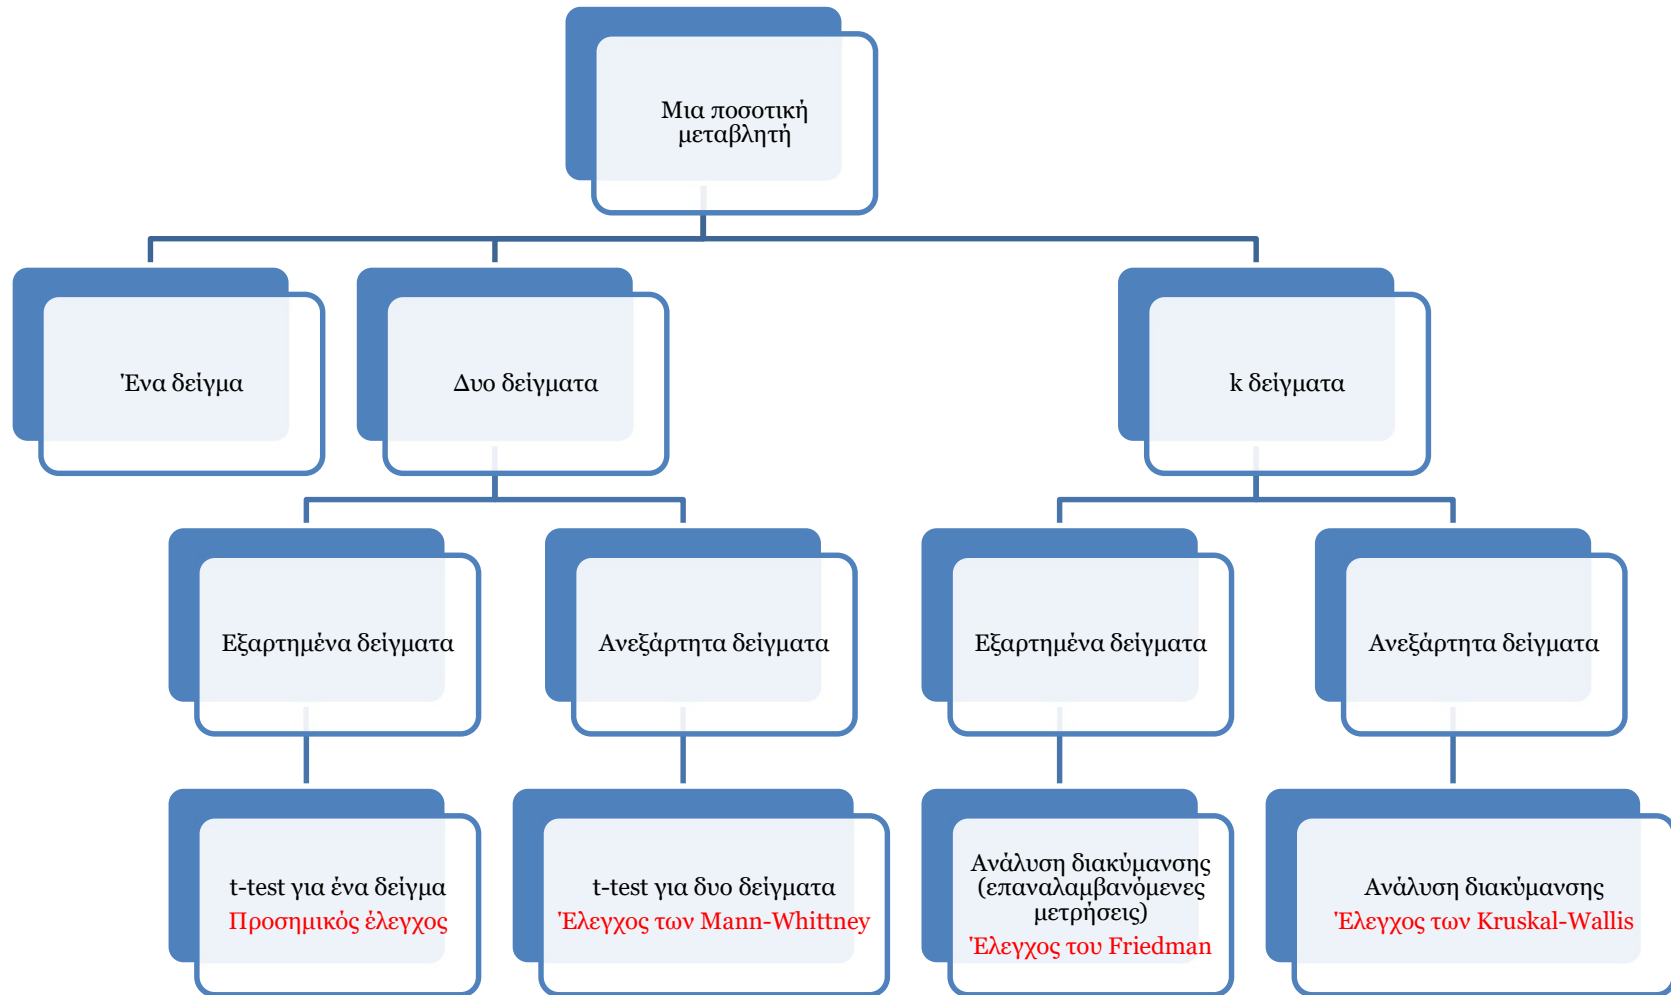 Μια ποσοτική
μεταβλητή
Ένα δείγμα
Δυο δείγματα
k δείγματα
Εξαρτημένα δείγματα
Ανεξάρτητα δείγματα
Εξαρτημένα δείγματα
Ανεξάρτητα δείγματα
t-test για ένα δείγμα
Προσημικός έλεγχος
t-test για δυο δείγματα
Έλεγχος των Mann-Whittney
Ανάλυση διακύμανσης
(επαναλαμβανόμενες
μετρήσεις)
Έλεγχος του Friedman
Ανάλυση διακύμανσης
Έλεγχος των Kruskal-Wallis